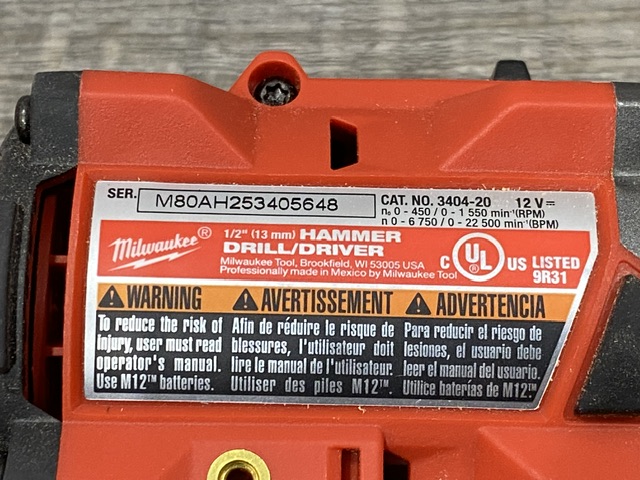 SER. M80AH253405648 CAT. NO. 3404-20 12 V⎓
n₀ 0 - 450 / 0 - 1 550 min⁻¹(RPM)
n 0 - 6 750 / 0 - 22 500 min⁻¹(BPM)
Milwaukee
1/2" (13 mm) HAMMER
DRILL/DRIVER
Milwaukee Tool, Brookfield, WI 53005 USA
Professionally made in Mexico by Milwaukee Tool
C UL US LISTED
9R31
WARNING
To reduce the risk of
injury, user must read
operator's manual.
Use M12™ batteries.
AVERTISSEMENT
Afin de réduire le risque de
blessures, l'utilisateur doit
lire le manual de l'utilisateur.
Utiliser des piles M12™.
ADVERTENCIA
Para reducir el riesgo de
lesiones, el usuario debe
leer el manual del usuario.
Utilice baterías de M12™.